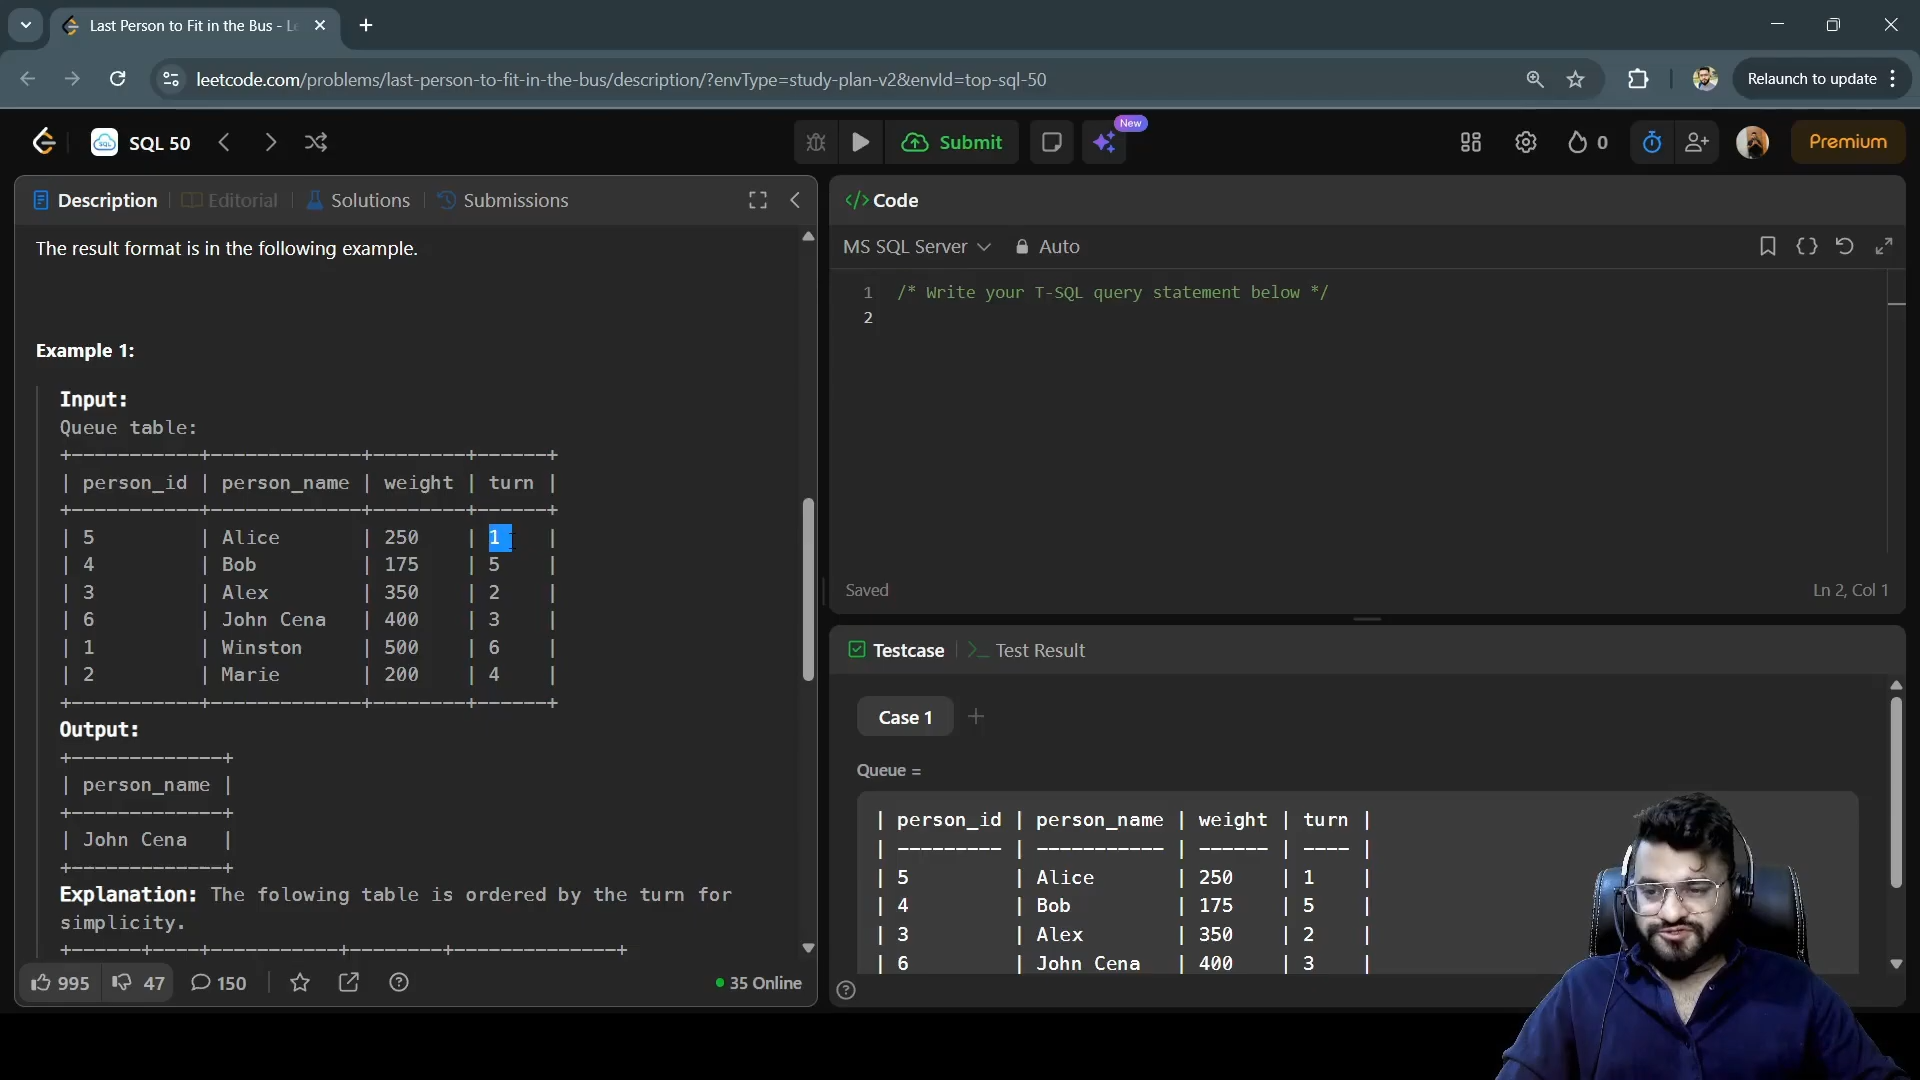 Last Person to Fit in the Bus - Le
leetcode.com/problems/last-person-to-fit-in-the-bus/description/?envType=study-plan-v2&envId=top-sql-50
Relaunch to update
SQL 50
Submit
New
0
Premium
Description
Editorial
Solutions
Submissions
The result format is in the following example.
Example 1:
Input:
Queue table:
+-----------+-------------+--------+------+
| person_id | person_name | weight | turn |
+-----------+-------------+--------+------+
| 5         | Alice       | 250    | 1    |
| 4         | Bob         | 175    | 5    |
| 3         | Alex        | 350    | 2    |
| 6         | John Cena   | 400    | 3    |
| 1         | Winston     | 500    | 6    |
| 2         | Marie       | 200    | 4    |
+-----------+-------------+--------+------+
Output:
+-------------+
| person_name |
+-------------+
| John Cena   |
+-------------+
Explanation: The folowing table is ordered by the turn for
simplicity.
+------+----+-----------+--------+--------------+
995
47
150
35 Online
</> Code
MS SQL Server
Auto
1 /* Write your T-SQL query statement below */
2
Saved
Ln 2, Col 1
Testcase
>_ Test Result
Case 1
+
Queue =
| person_id | person_name | weight | turn |
| --------- | ----------- | ------ | ---- |
| 5         | Alice       | 250    | 1    |
| 4         | Bob         | 175    | 5    |
| 3         | Alex        | 350    | 2    |
| 6         | John Cena   | 400    | 3    |